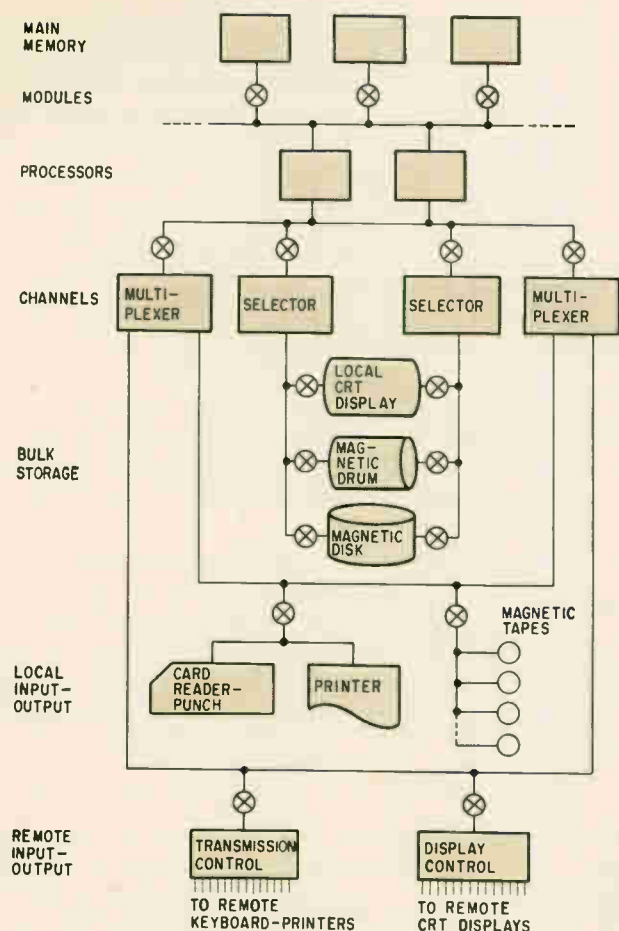 MAIN
MEMORY
MODULES
PROCESSORS
CHANNELS
MULTI-
PLEXER
SELECTOR
SELECTOR
MULTI-
PLEXER
LOCAL
CRT
DISPLAY
BULK
STORAGE
MAG-
NETIC
DRUM
MAGNETIC
DISK
MAGNETIC
TAPES
LOCAL
INPUT-
OUTPUT
CARD
READER-
PUNCH
PRINTER
REMOTE
INPUT-
OUTPUT
TRANSMISSION
CONTROL
DISPLAY
CONTROL
TO REMOTE
KEYBOARD-PRINTERS
TO REMOTE
CRT DISPLAYS